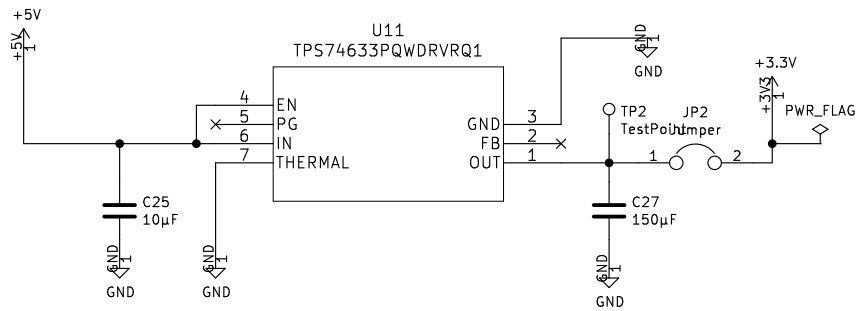 +5V
+5V
1
U11
TPS74633PQWDRVRQ1
GND
1
GND
+3.3V
+3V3
1
PWR_FLAG
4
EN
5
PG
6
IN
7
THERMAL
GND
3
FB
2
OUT
1
TP2
TestPoint
JP2
Jumper
1
2
C25
10µF
C27
150µF
GND
1
GND
GND
1
GND
GND
1
GND